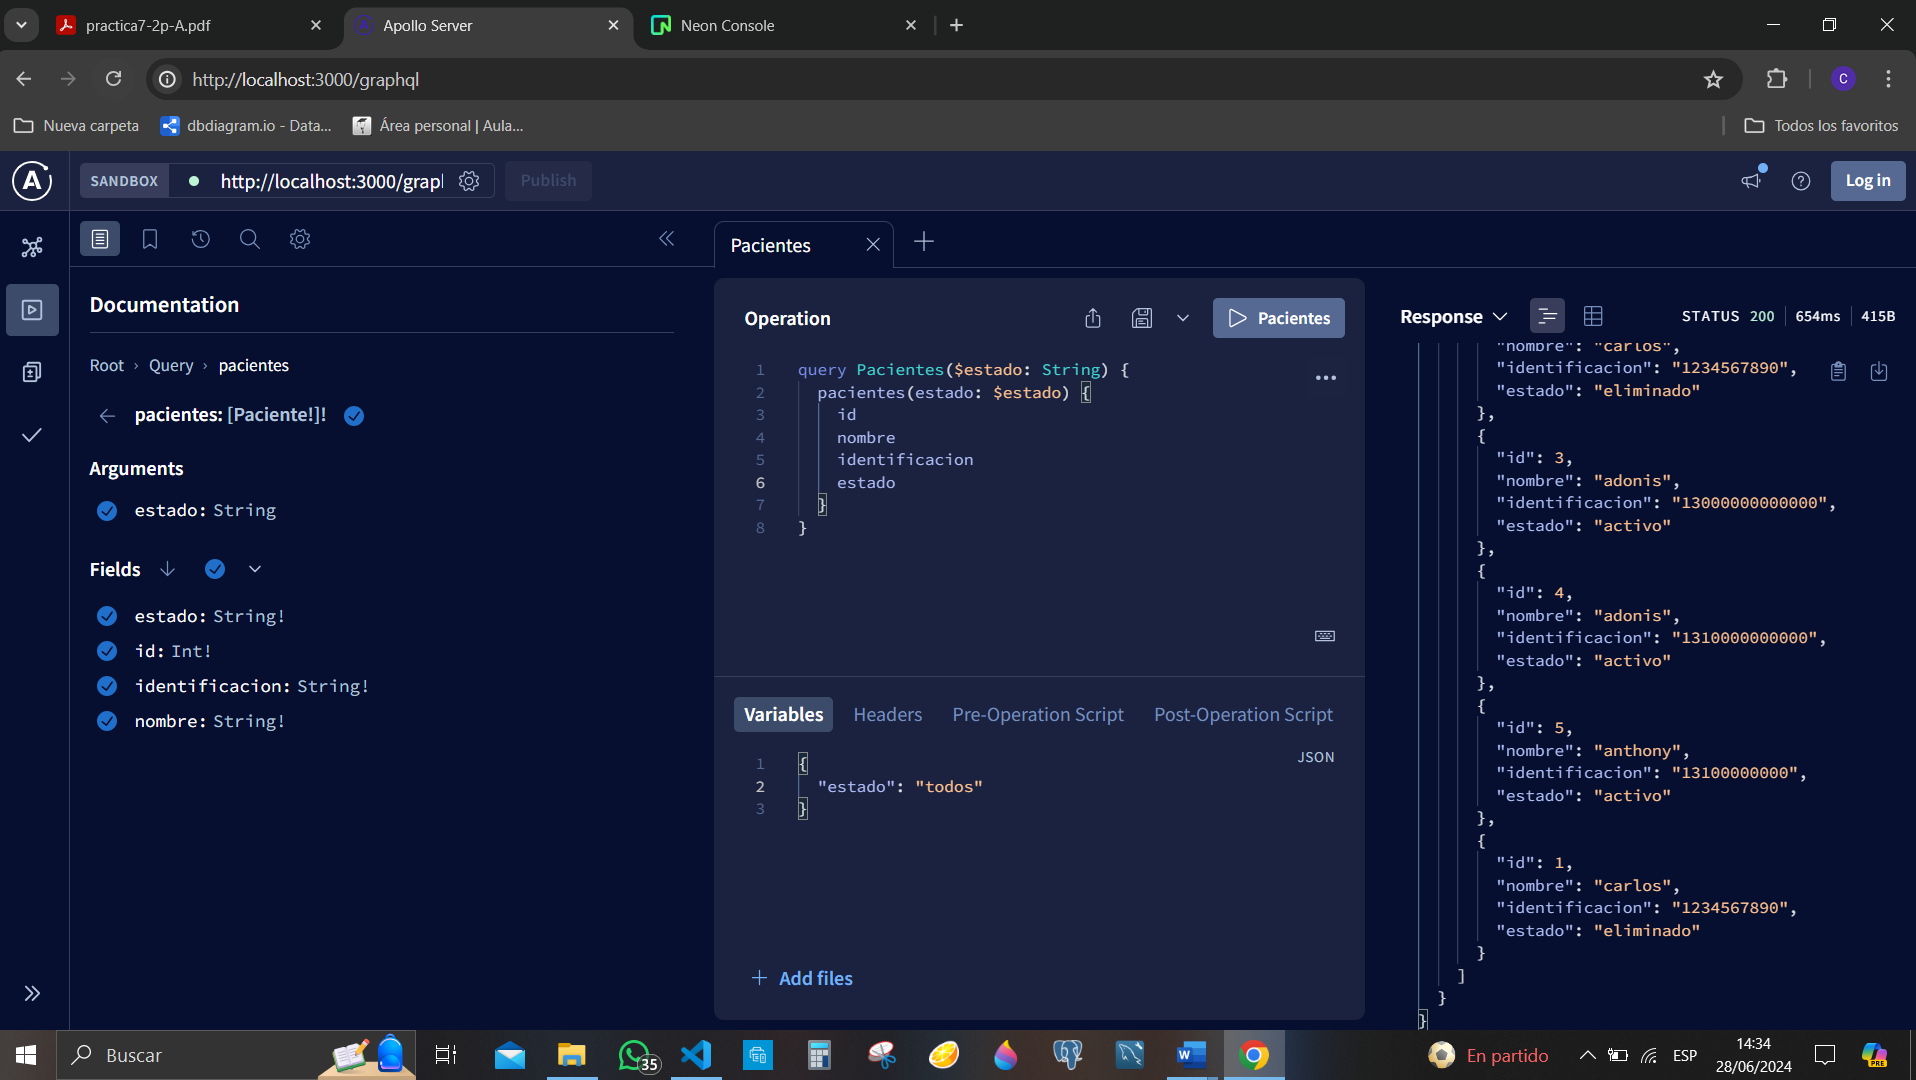 practica7-2p-A.pdf
Apollo Server
Neon Console
http://localhost:3000/graphql
C
Nueva carpeta
dbdiagram.io - Data...
Área personal | Aula...
Todos los favoritos
SANDBOX
http://localhost:3000/grapl
Publish
Log in
Documentation
Root › Query › pacientes
pacientes: [Paciente!]!
Arguments
estado: String
Fields
estado: String!
id: Int!
identificacion: String!
nombre: String!
Pacientes
Operation
Pacientes
1 query Pacientes($estado: String) {
2 pacientes(estado: $estado) {
3 id
4 nombre
5 identificacion
6 estado
7 }
8 }
Variables
Headers
Pre-Operation Script
Post-Operation Script
JSON
1 {
2 "estado": "todos"
3 }
Add files
Response
STATUS 200
654ms
415B
"nombre": "carlos",
"identificacion": "1234567890",
"estado": "eliminado"
},
{
"id": 3,
"nombre": "adonis",
"identificacion": "13000000000000",
"estado": "activo"
},
{
"id": 4,
"nombre": "adonis",
"identificacion": "1310000000000",
"estado": "activo"
},
{
"id": 5,
"nombre": "anthony",
"identificacion": "13100000000",
"estado": "activo"
},
{
"id": 1,
"nombre": "carlos",
"identificacion": "1234567890",
"estado": "eliminado"
}
]
}
}
Buscar
35
En partido
ESP
14:34
28/06/2024
PRE